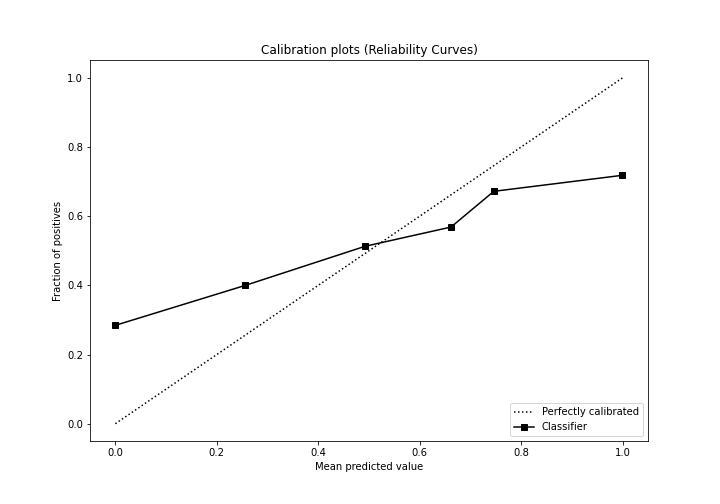 Calibration plots (Reliability Curves)
1.0
0.8
0.6
0.4
0.2
0.0
Fraction of positives
0.0 0.2 0.4 0.6 0.8 1.0
Mean predicted value
Perfectly calibrated
Classifier